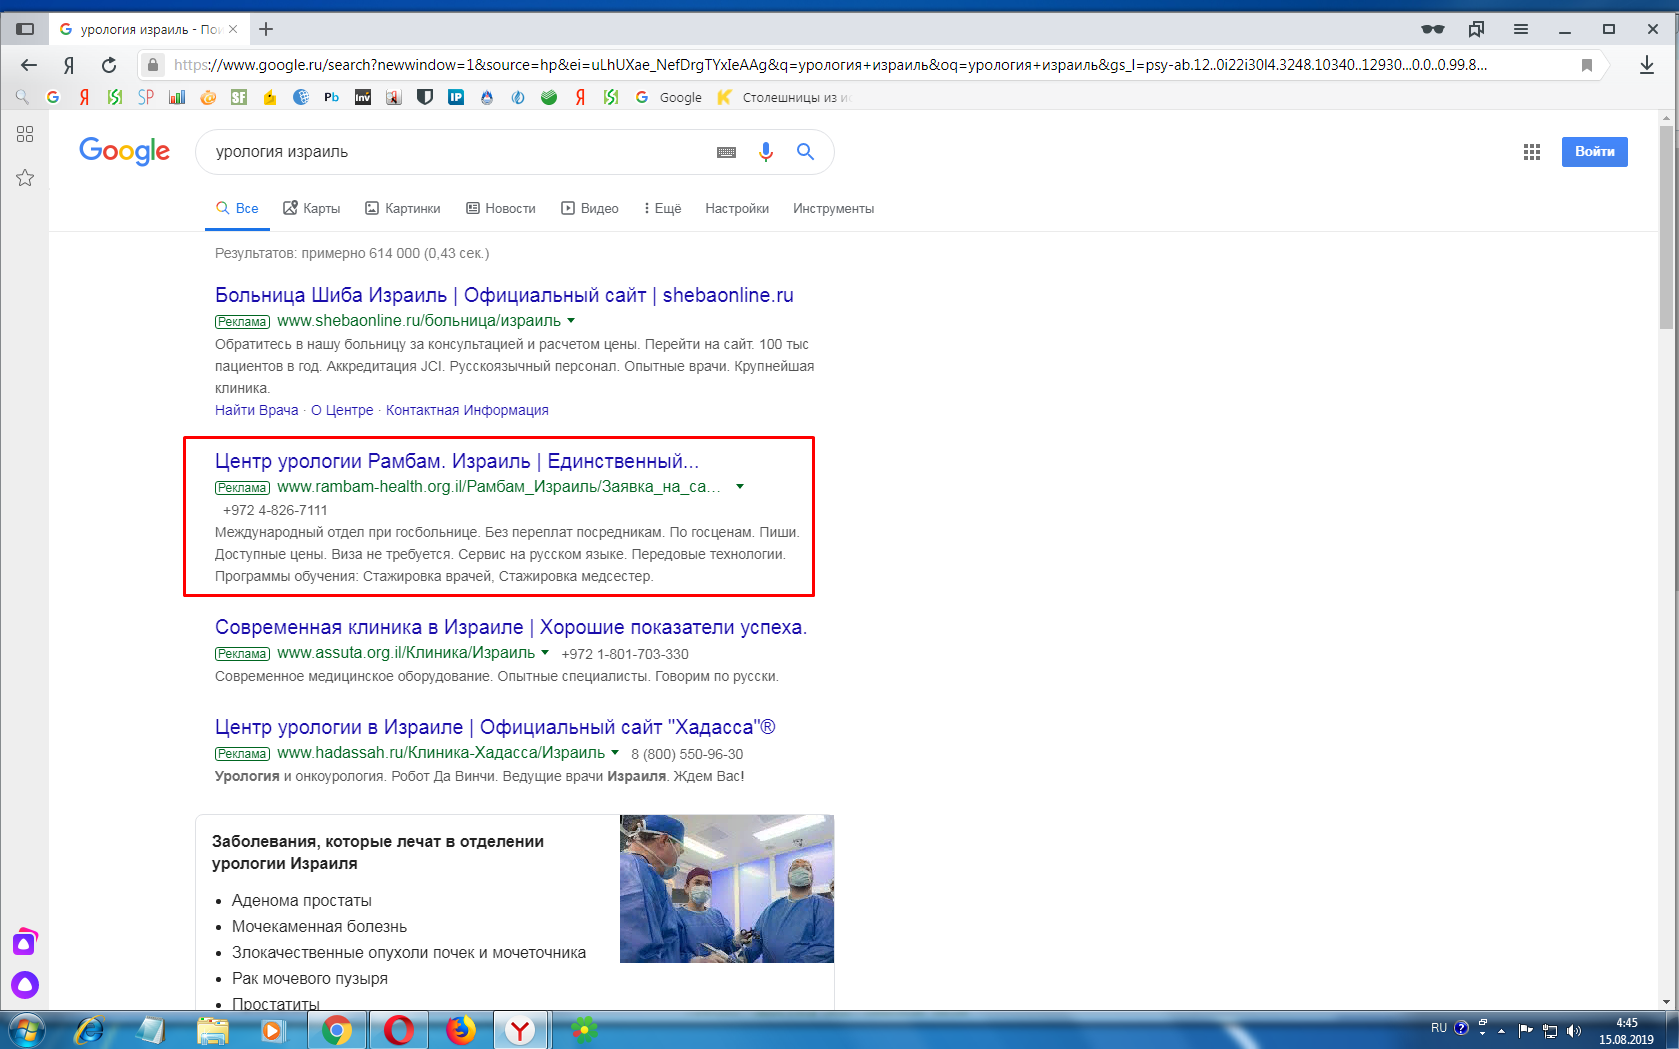 урология израиль - Пои
https://www.google.ru/search?newwindow=1&source=hp&ei=uLhUXae_NefDrgTYxIeAAg&q=урология+израиль&oq=урология+израиль&gs_l=psy-ab.12..0i22i30l4.3248.10340..12930...0.0..0.99.8...
Google Столешницы из
Google
урология израиль
Войти
Все Карты Картинки Новости Видео Ещё Настройки Инструменты
Результатов: примерно 614 000 (0,43 сек.)
Больница Шиба Израиль | Официальный сайт | shebaonline.ru
Реклама www.shebaonline.ru/больница/израиль
Обратитесь в нашу больницу за консультацией и расчетом цены. Перейти на сайт. 100 тыс
пациентов в год. Аккредитация JCI. Русскоязычный персонал. Опытные врачи. Крупнейшая
клиника.
Найти Врача · О Центре · Контактная Информация
Центр урологии Рамбам. Израиль | Единственный...
Реклама www.rambam-health.org.il/Рамбам_Израиль/Заявка_на_са...
+972 4-826-7111
Международный отдел при госбольнице. Без переплат посредникам. По госценам. Пиши.
Доступные цены. Виза не требуется. Сервис на русском языке. Передовые технологии.
Программы обучения: Стажировка врачей, Стажировка медсестер.
Современная клиника в Израиле | Хорошие показатели успеха.
Реклама www.assuta.org.il/Клиника/Израиль +972 1-801-703-330
Современное медицинское оборудование. Опытные специалисты. Говорим по русски.
Центр урологии в Израиле | Официальный сайт "Хадасса"®
Реклама www.hadassah.ru/Клиника-Хадасса/Израиль 8 (800) 550-96-30
Урология и онкоурология. Робот Да Винчи. Ведущие врачи Израиля. Ждем Вас!
Заболевания, которые лечат в отделении
урологии Израиля
Аденома простаты
Мочекаменная болезнь
Злокачественные опухоли почек и мочеточника
Рак мочевого пузыря
Простатиты
RU
4:45
15.08.2019